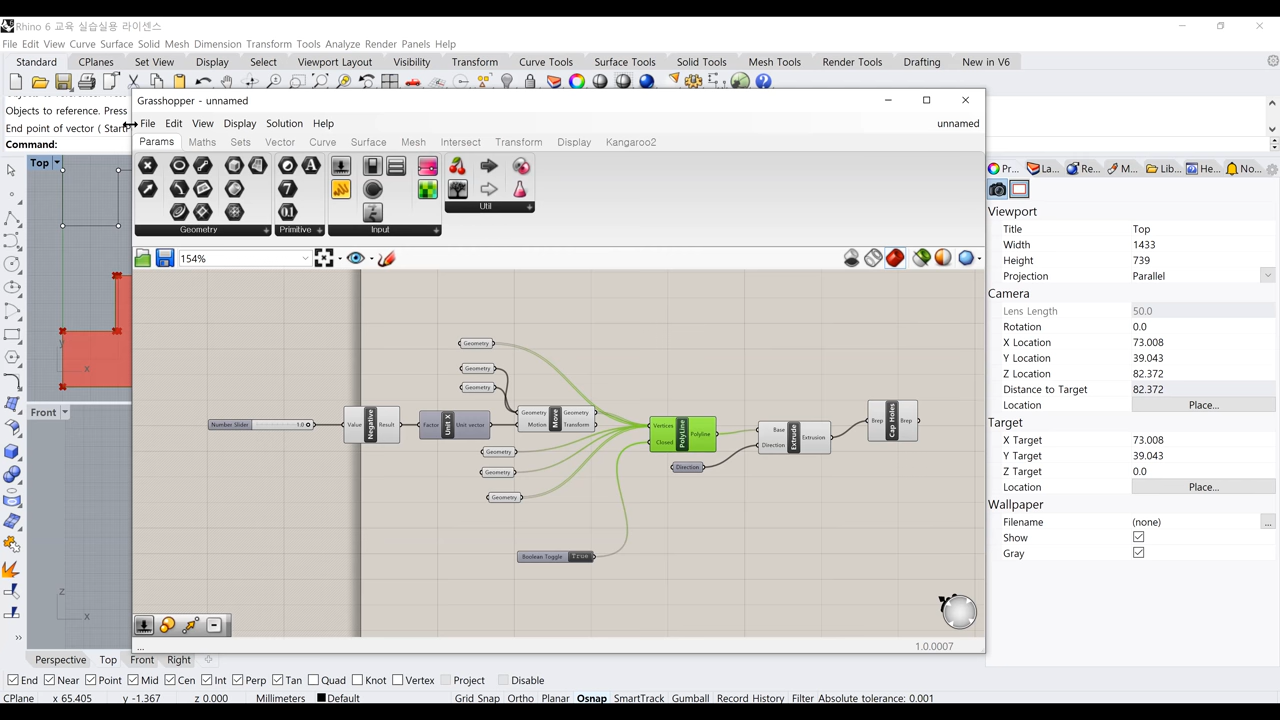 Rhino 6 교육 실습실용 라이센스
File Edit View Curve Surface Solid Mesh Dimension Transform Tools Analyze Render Panels Help
Standard CPlanes Set View Display Select Viewport Layout Visibility Transform Curve Tools Surface Tools Solid Tools Mesh Tools Render Tools Drafting New in V6
Objects to reference. Press
End point of vector ( StartP
Command:
Grasshopper - unnamed
File Edit View Display Solution Help unnamed
Params Maths Sets Vector Curve Surface Mesh Intersect Transform Display Kangaroo2
Geometry Primitive Input Util
154%
Top
Front
Geometry
Geometry
Geometry
Number Slider 1.0
Value Negative Result
Factor Unit X Unit vector
Geometry Motion Move Geometry Transform
Vertices Closed PolyLine Polyline
Base Direction Extrude Extrusion
Brep Cap Holes Brep
Geometry
Direction
Geometry
Geometry
Boolean Toggle True
... 1.0.0007
Pr... La... Re... M... Lib... He... No...
Viewport
Title Top
Width 1433
Height 739
Projection Parallel
Camera
Lens Length 50.0
Rotation 0.0
X Location 73.008
Y Location 39.043
Z Location 82.372
Distance to Target 82.372
Location Place...
Target
X Target 73.008
Y Target 39.043
Z Target 0.0
Location Place...
Wallpaper
Filename (none) ...
Show
Gray
y
x
z
x
Perspective Top Front Right
End Near Point Mid Cen Int Perp Tan Quad Knot Vertex Project Disable
CPlane x 65.405 y -1.367 z 0.000 Millimeters Default Grid Snap Ortho Planar Osnap SmartTrack Gumball Record History Filter Absolute tolerance: 0.001